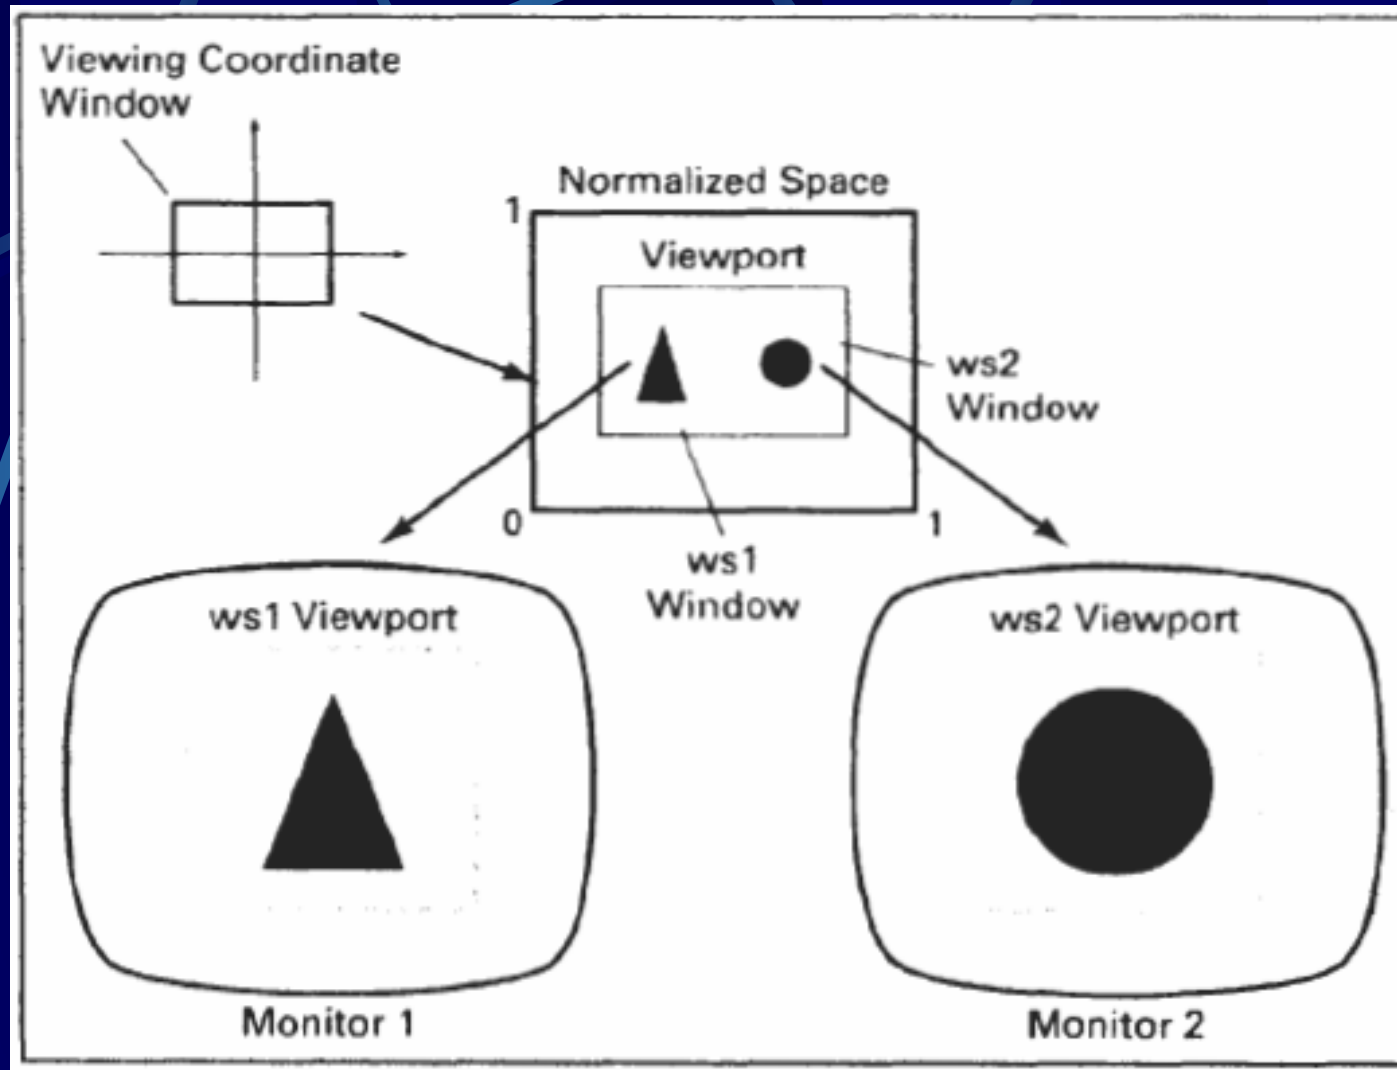 Viewing Coordinate
Window
Normalized Space
1
Viewport
ws2
Window
0
1
ws1
Window
ws1 Viewport
ws2 Viewport
Monitor 1
Monitor 2